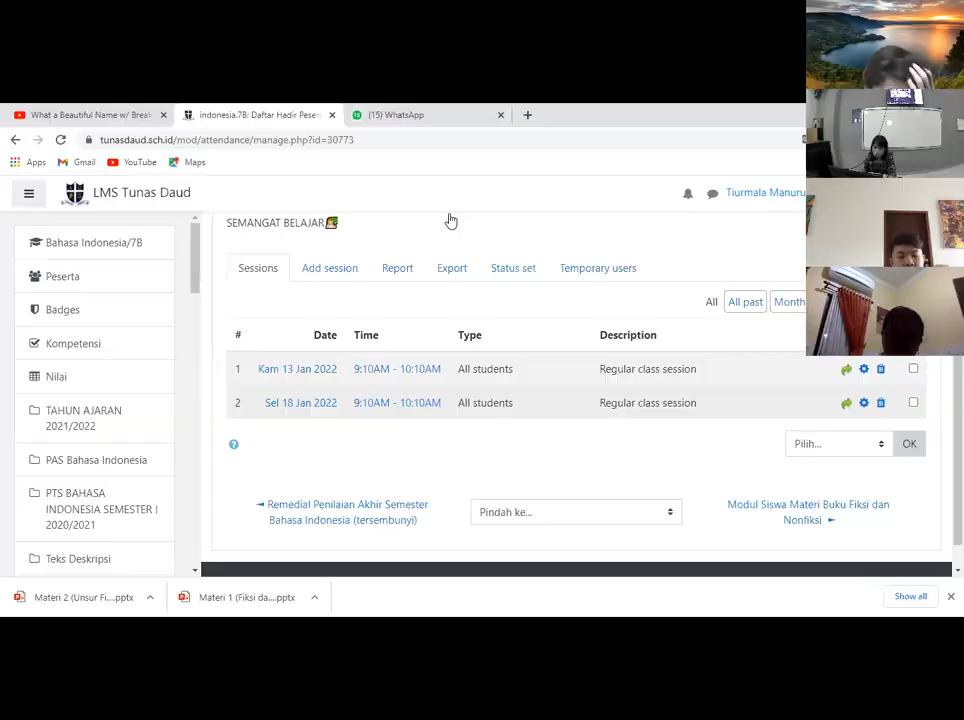 What a Beautiful Name w/ Break
indonesia.7B: Daftar Hadir Peser
(15) WhatsApp
tunasdaud.sch.id/mod/attendance/manage.php?id=30773
Apps
Gmail
YouTube
Maps
LMS Tunas Daud
Tiurmala Manuru
SEMANGAT BELAJAR
Bahasa Indonesia/7B
Peserta
Badges
Kompetensi
Nilai
TAHUN AJARAN
2021/2022
PAS Bahasa Indonesia
PTS BAHASA
INDONESIA SEMESTER I
2020/2021
Teks Deskripsi
Sessions Add session Report Export Status set Temporary users
All All past Month
# Date Time Type Description
1 Kam 13 Jan 2022 9:10AM - 10:10AM All students Regular class session
2 Sel 18 Jan 2022 9:10AM - 10:10AM All students Regular class session
?
Pilih... OK
◄ Remedial Penilaian Akhir Semester
Bahasa Indonesia (tersembunyi)
Pindah ke...
Modul Siswa Materi Buku Fiksi dan
Nonfiksi ►
Materi 2 (Unsur Fi....pptx
Materi 1 (Fiksi da....pptx
Show all